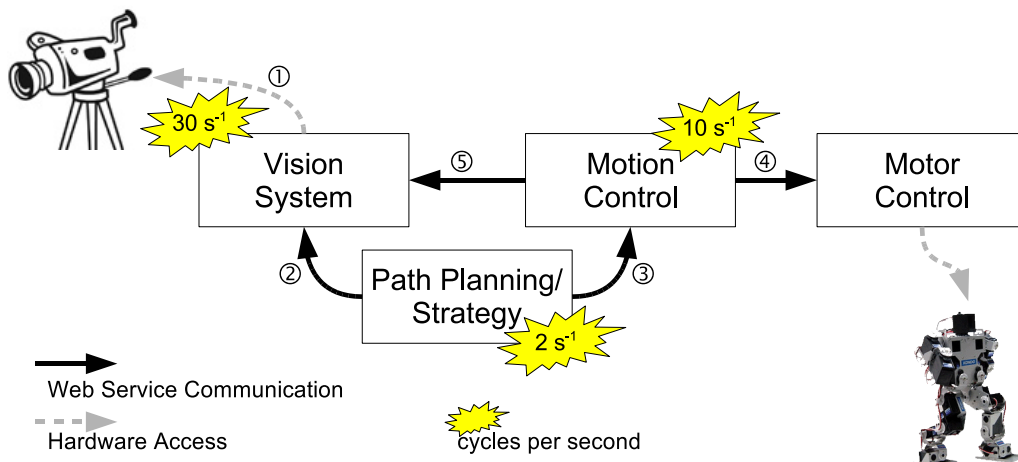 ①
30 s⁻¹
10 s⁻¹
Vision
System
⑤
Motion
Control
④
Motor
Control
②
Path Planning/
Strategy
③
2 s⁻¹
Web Service Communication
Hardware Access
cycles per second